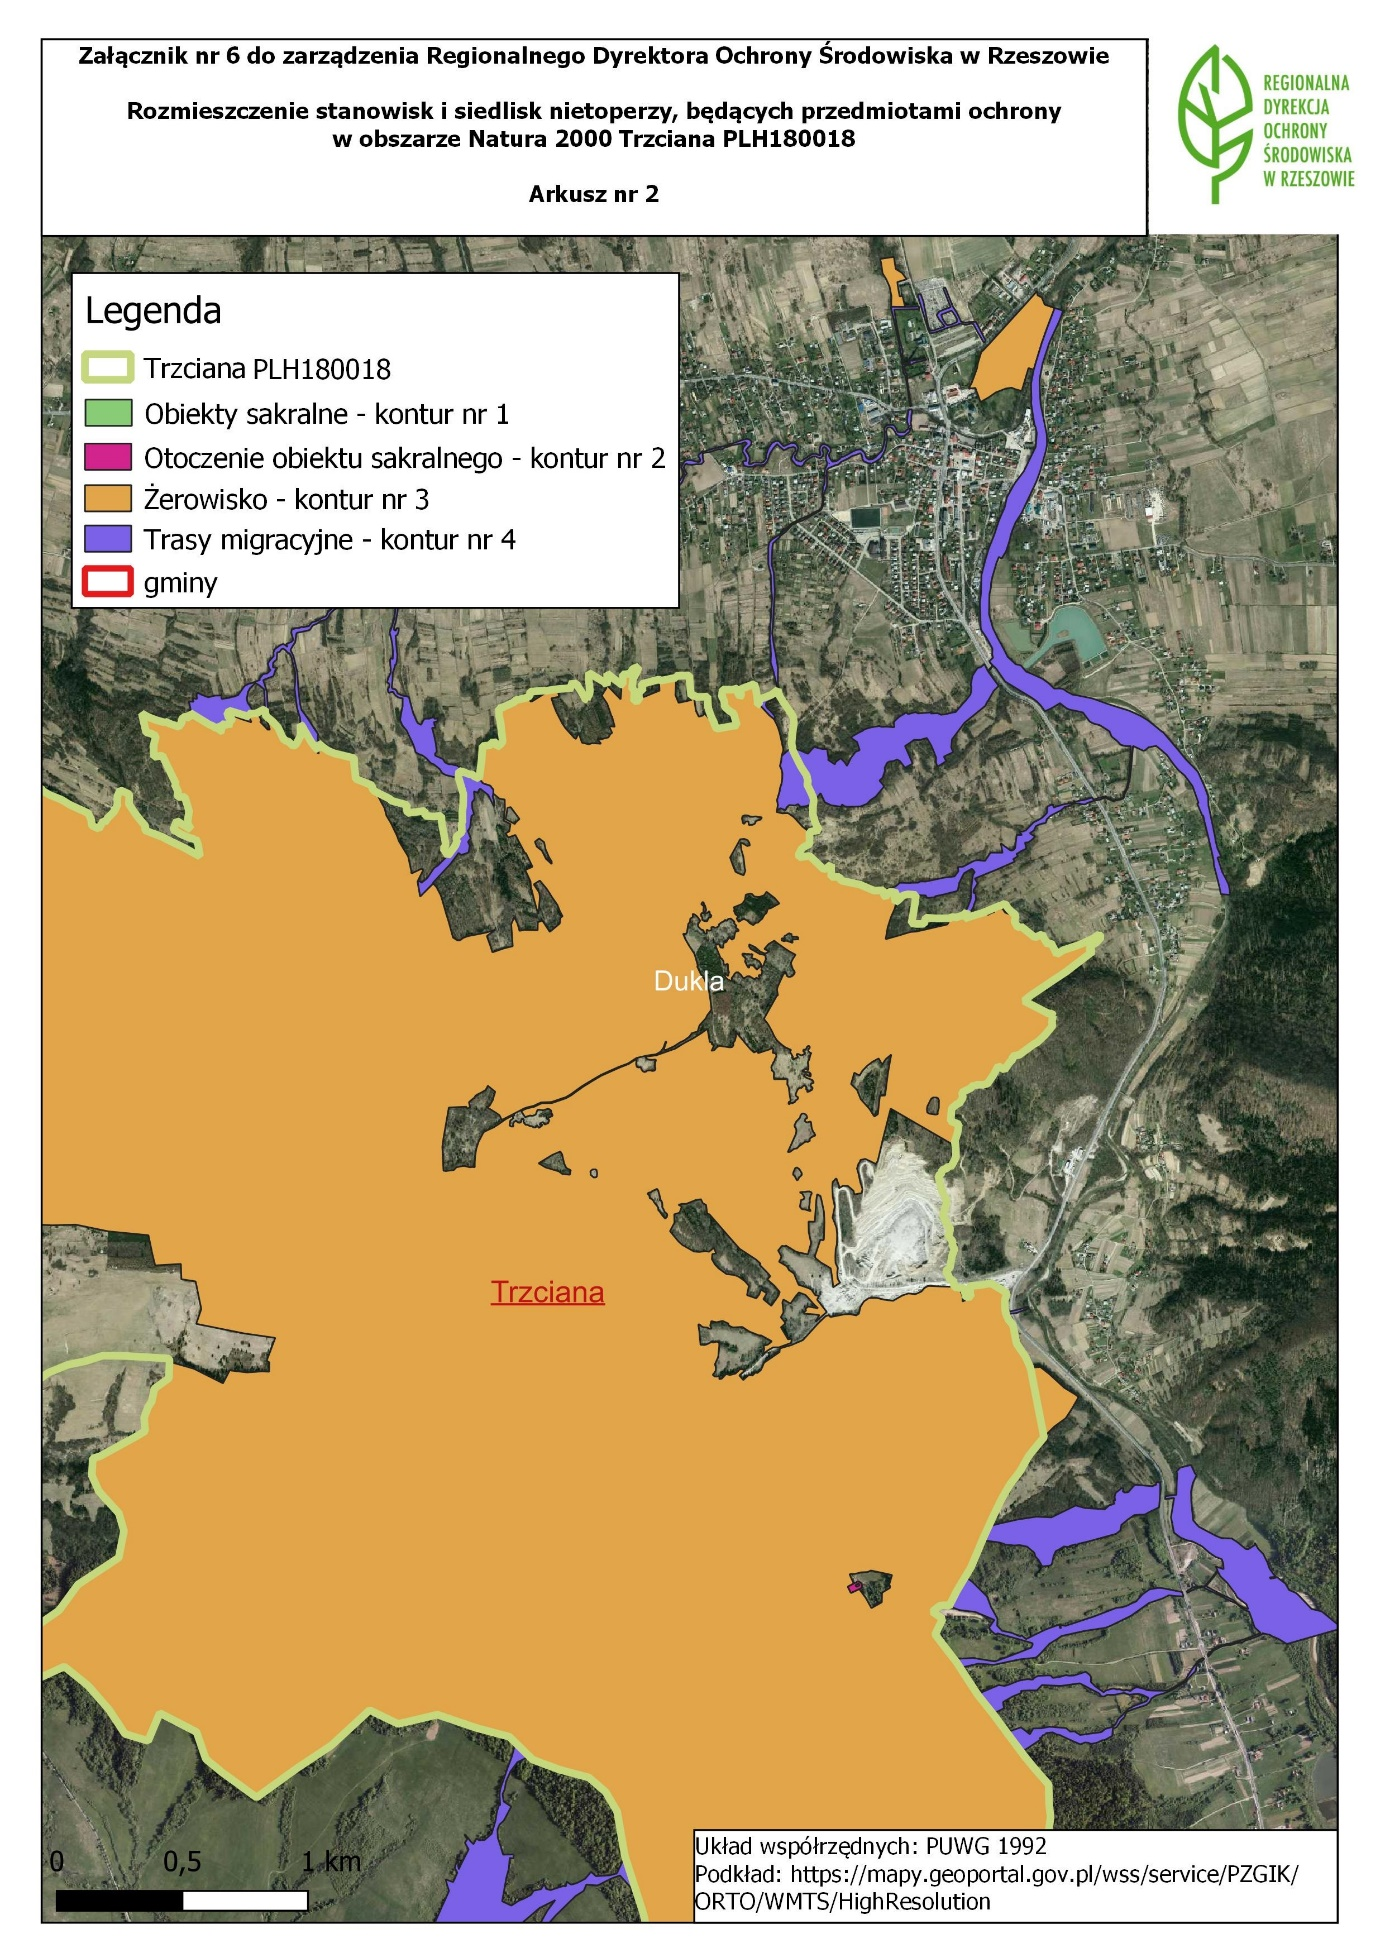 Załącznik nr 6 do zarządzenia Regionalnego Dyrektora Ochrony Środowiska w Rzeszowie
Rozmieszczenie stanowisk i siedlisk nietoperzy, będących przedmiotami ochrony
w obszarze Natura 2000 Trzciana PLH180018
Arkusz nr 2
REGIONALNA
DYREKCJA
OCHRONY
ŚRODOWISKA
W RZESZOWIE
Legenda
Trzciana PLH180018
Obiekty sakralne - kontur nr 1
Otoczenie obiektu sakralnego - kontur nr 2
Żerowisko - kontur nr 3
Trasy migracyjne - kontur nr 4
gminy
Dukla
Trzciana
0 0,5 1 km
Układ współrzędnych: PUWG 1992
Podkład: https://mapy.geoportal.gov.pl/wss/service/PZGIK/
ORTO/WMTS/HighResolution